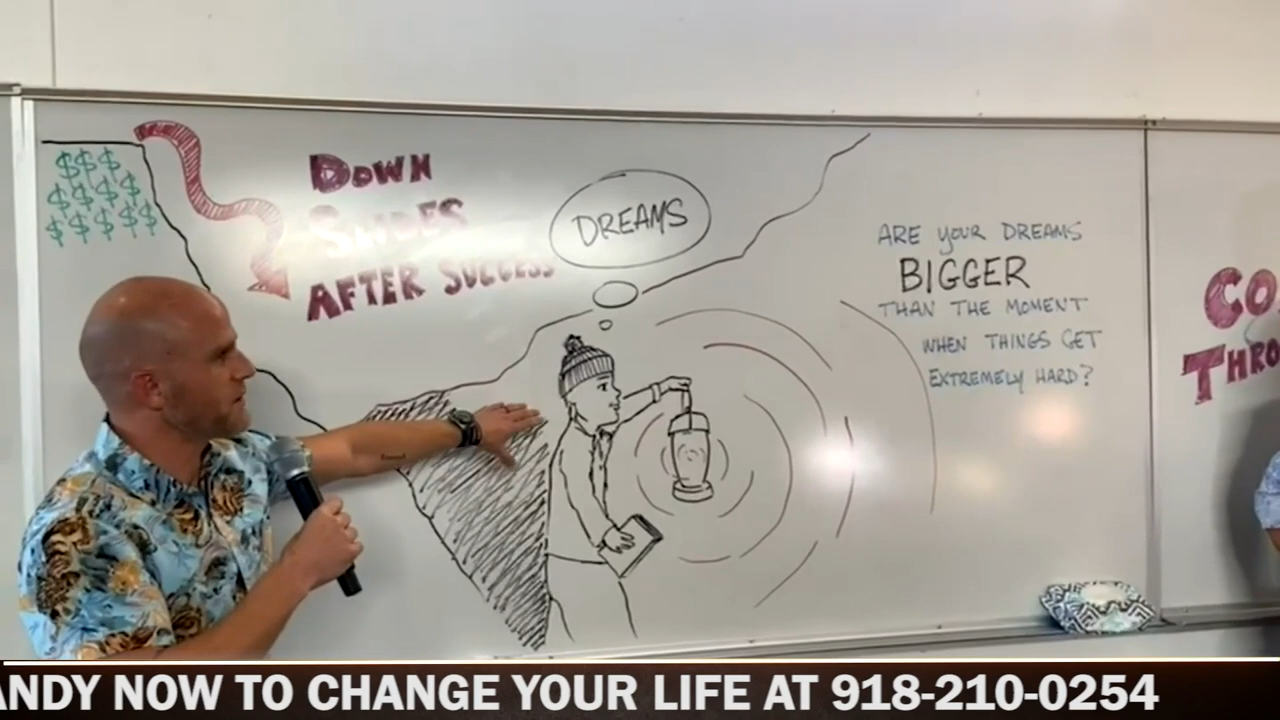 $$$
$$$$
$$$$$
DOWN
SLIDES
AFTER SUCCESS
DREAMS
ARE YOUR DREAMS
BIGGER
THAN THE MOMENT
WHEN THINGS GET
EXTREMELY HARD?
CO
THRO
ANDY NOW TO CHANGE YOUR LIFE AT 918-210-0254